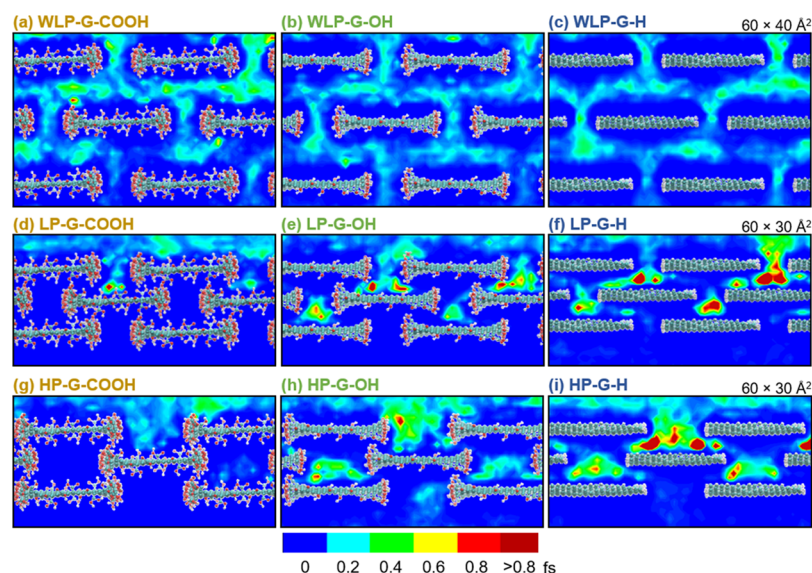 (a) WLP-G-COOH (b) WLP-G-OH (c) WLP-G-H 60 × 40 Å²
(d) LP-G-COOH (e) LP-G-OH (f) LP-G-H 60 × 30 Å²
(g) HP-G-COOH (h) HP-G-OH (i) HP-G-H 60 × 30 Å²
0 0.2 0.4 0.6 0.8 >0.8 fs